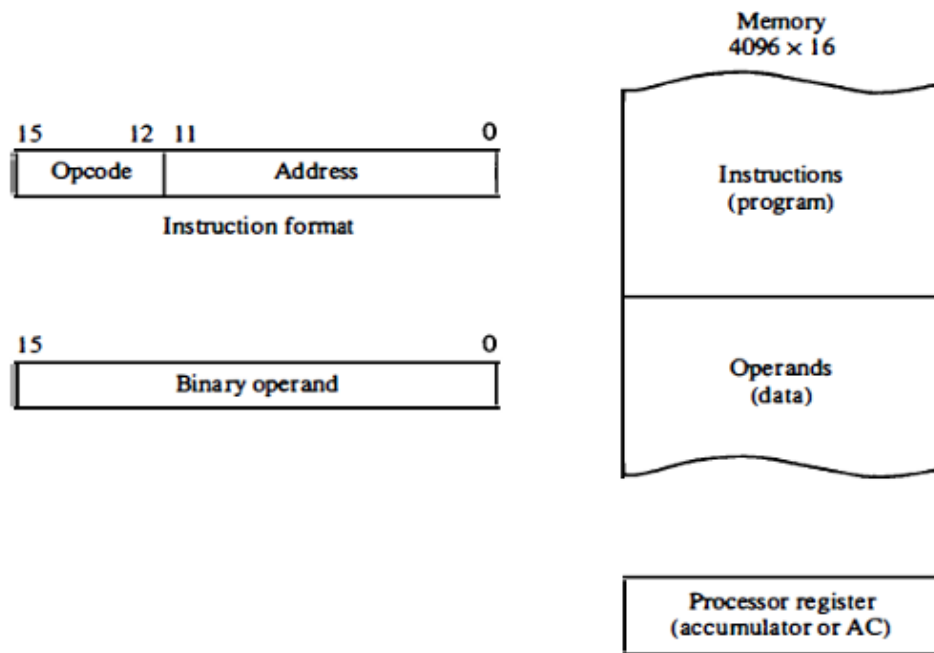 Memory
4096 × 16
15 12 11 0
Opcode Address
Instruction format
Instructions
(program)
15 0
Binary operand
Operands
(data)
Processor register
(accumulator or AC)